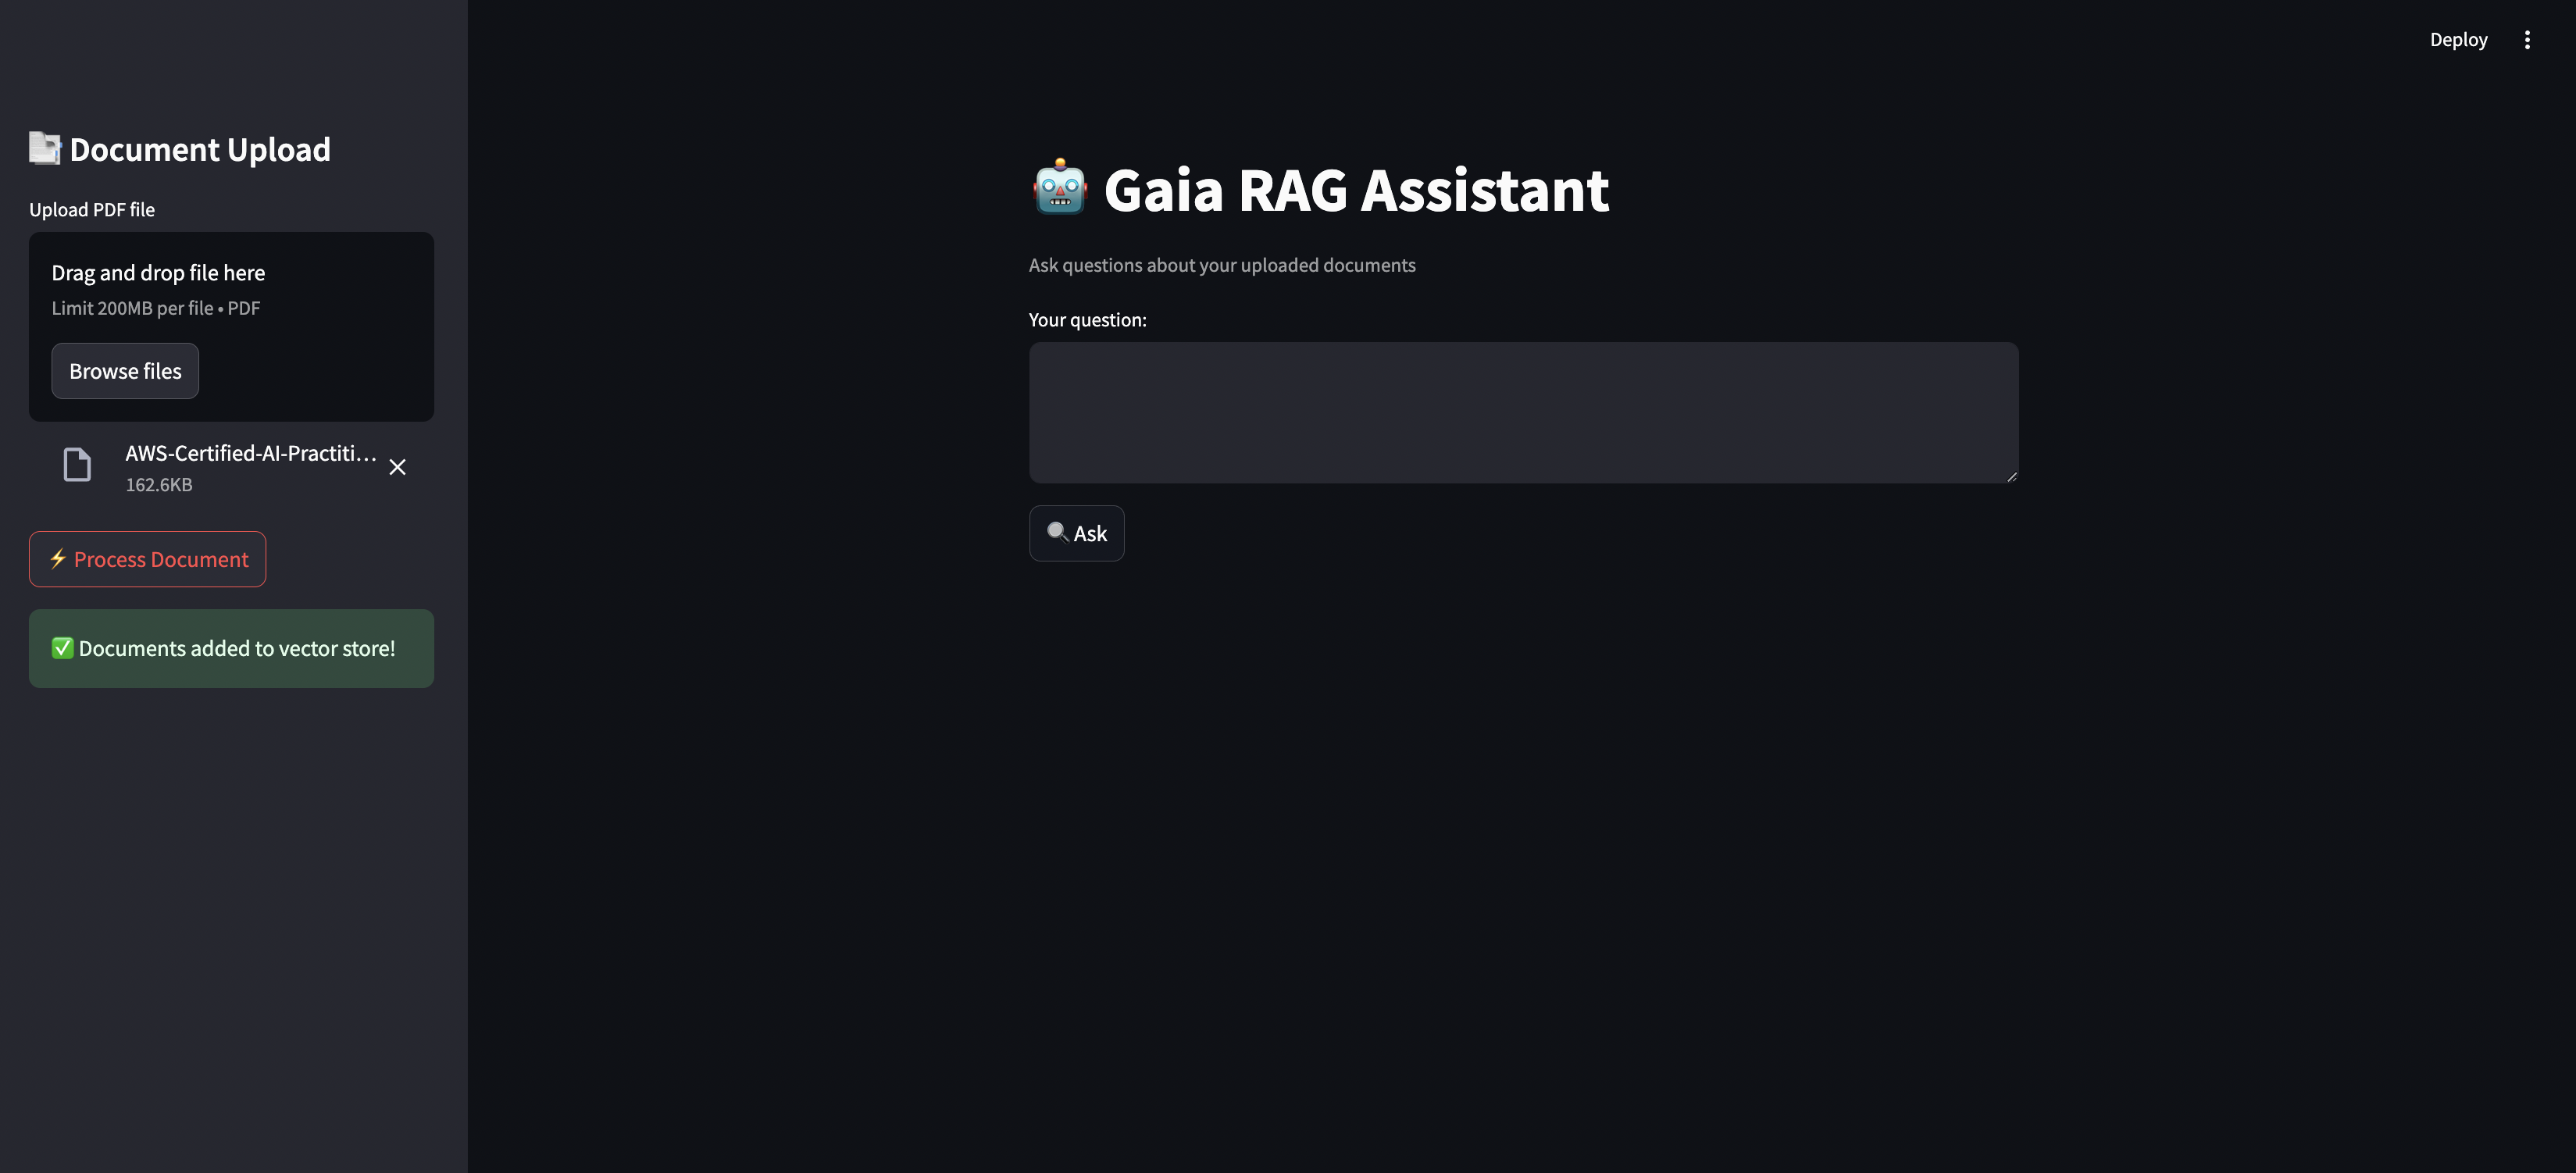 Deploy
Document Upload
Upload PDF file
Drag and drop file here
Limit 200MB per file • PDF
Browse files
AWS-Certified-AI-Practiti...
162.6KB
⚡ Process Document
✅ Documents added to vector store!
🤖 Gaia RAG Assistant
Ask questions about your uploaded documents
Your question:
🔍 Ask